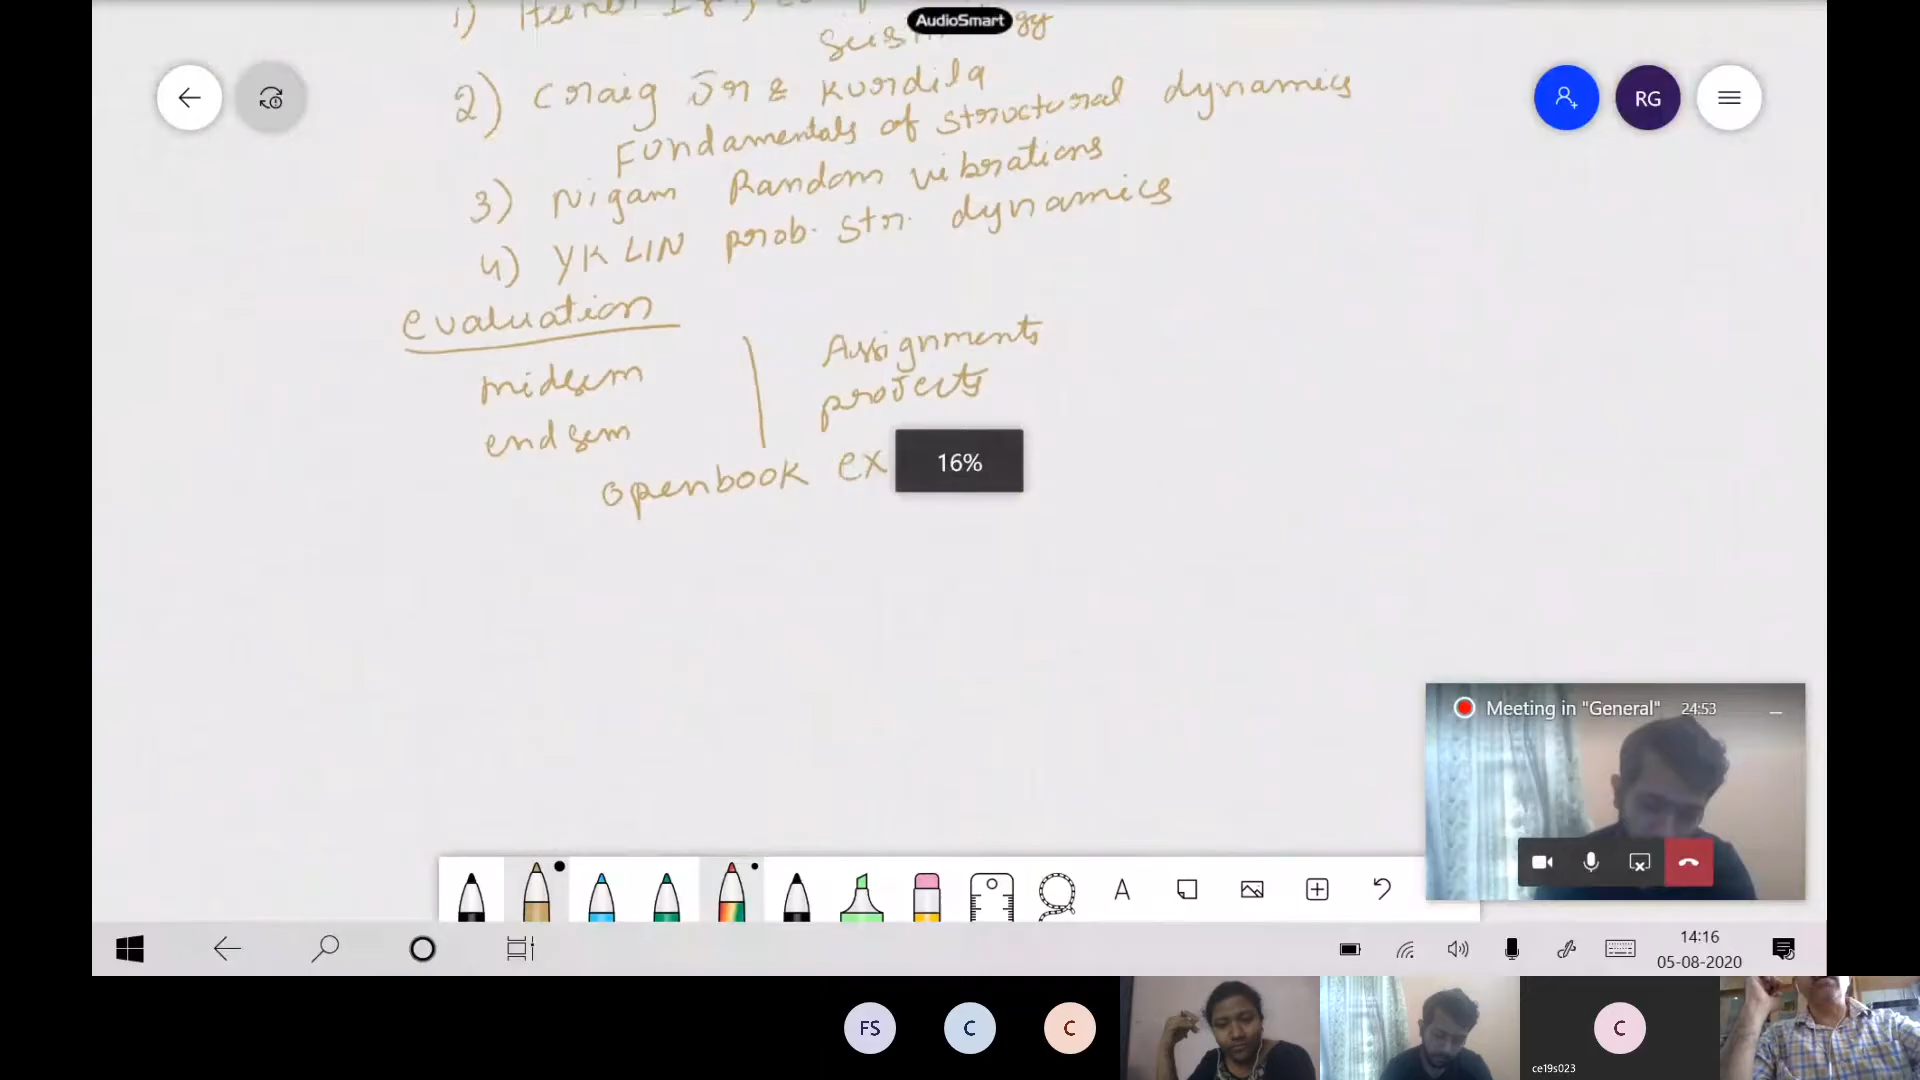 AudioSmart
1)
2) Craig Jr & Kurdila
Fundamentals of structural dynamics
3) Nigam Random vibrations
4) YK LIN prob. str. dynamics
evaluation
midsem
endsem
Assignments
projects
openbook ex
16%
RG
Meeting in "General" 24:53
A
14:16
05-08-2020
FS
C
C
C
ce19s023